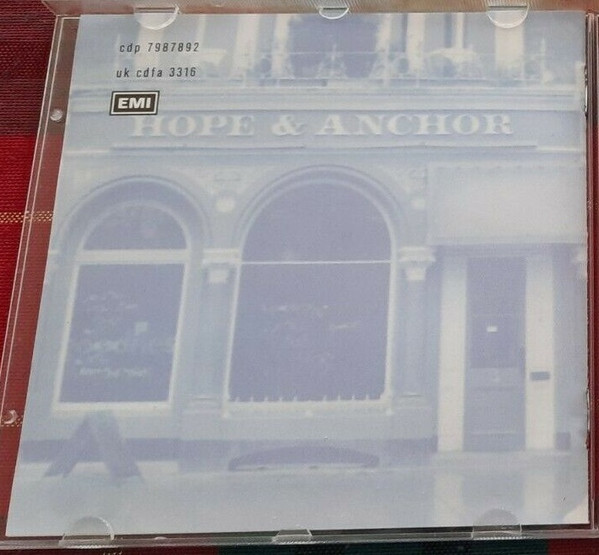 cdp 7987892
uk cdfa 3316
EMI
HOPE & ANCHOR